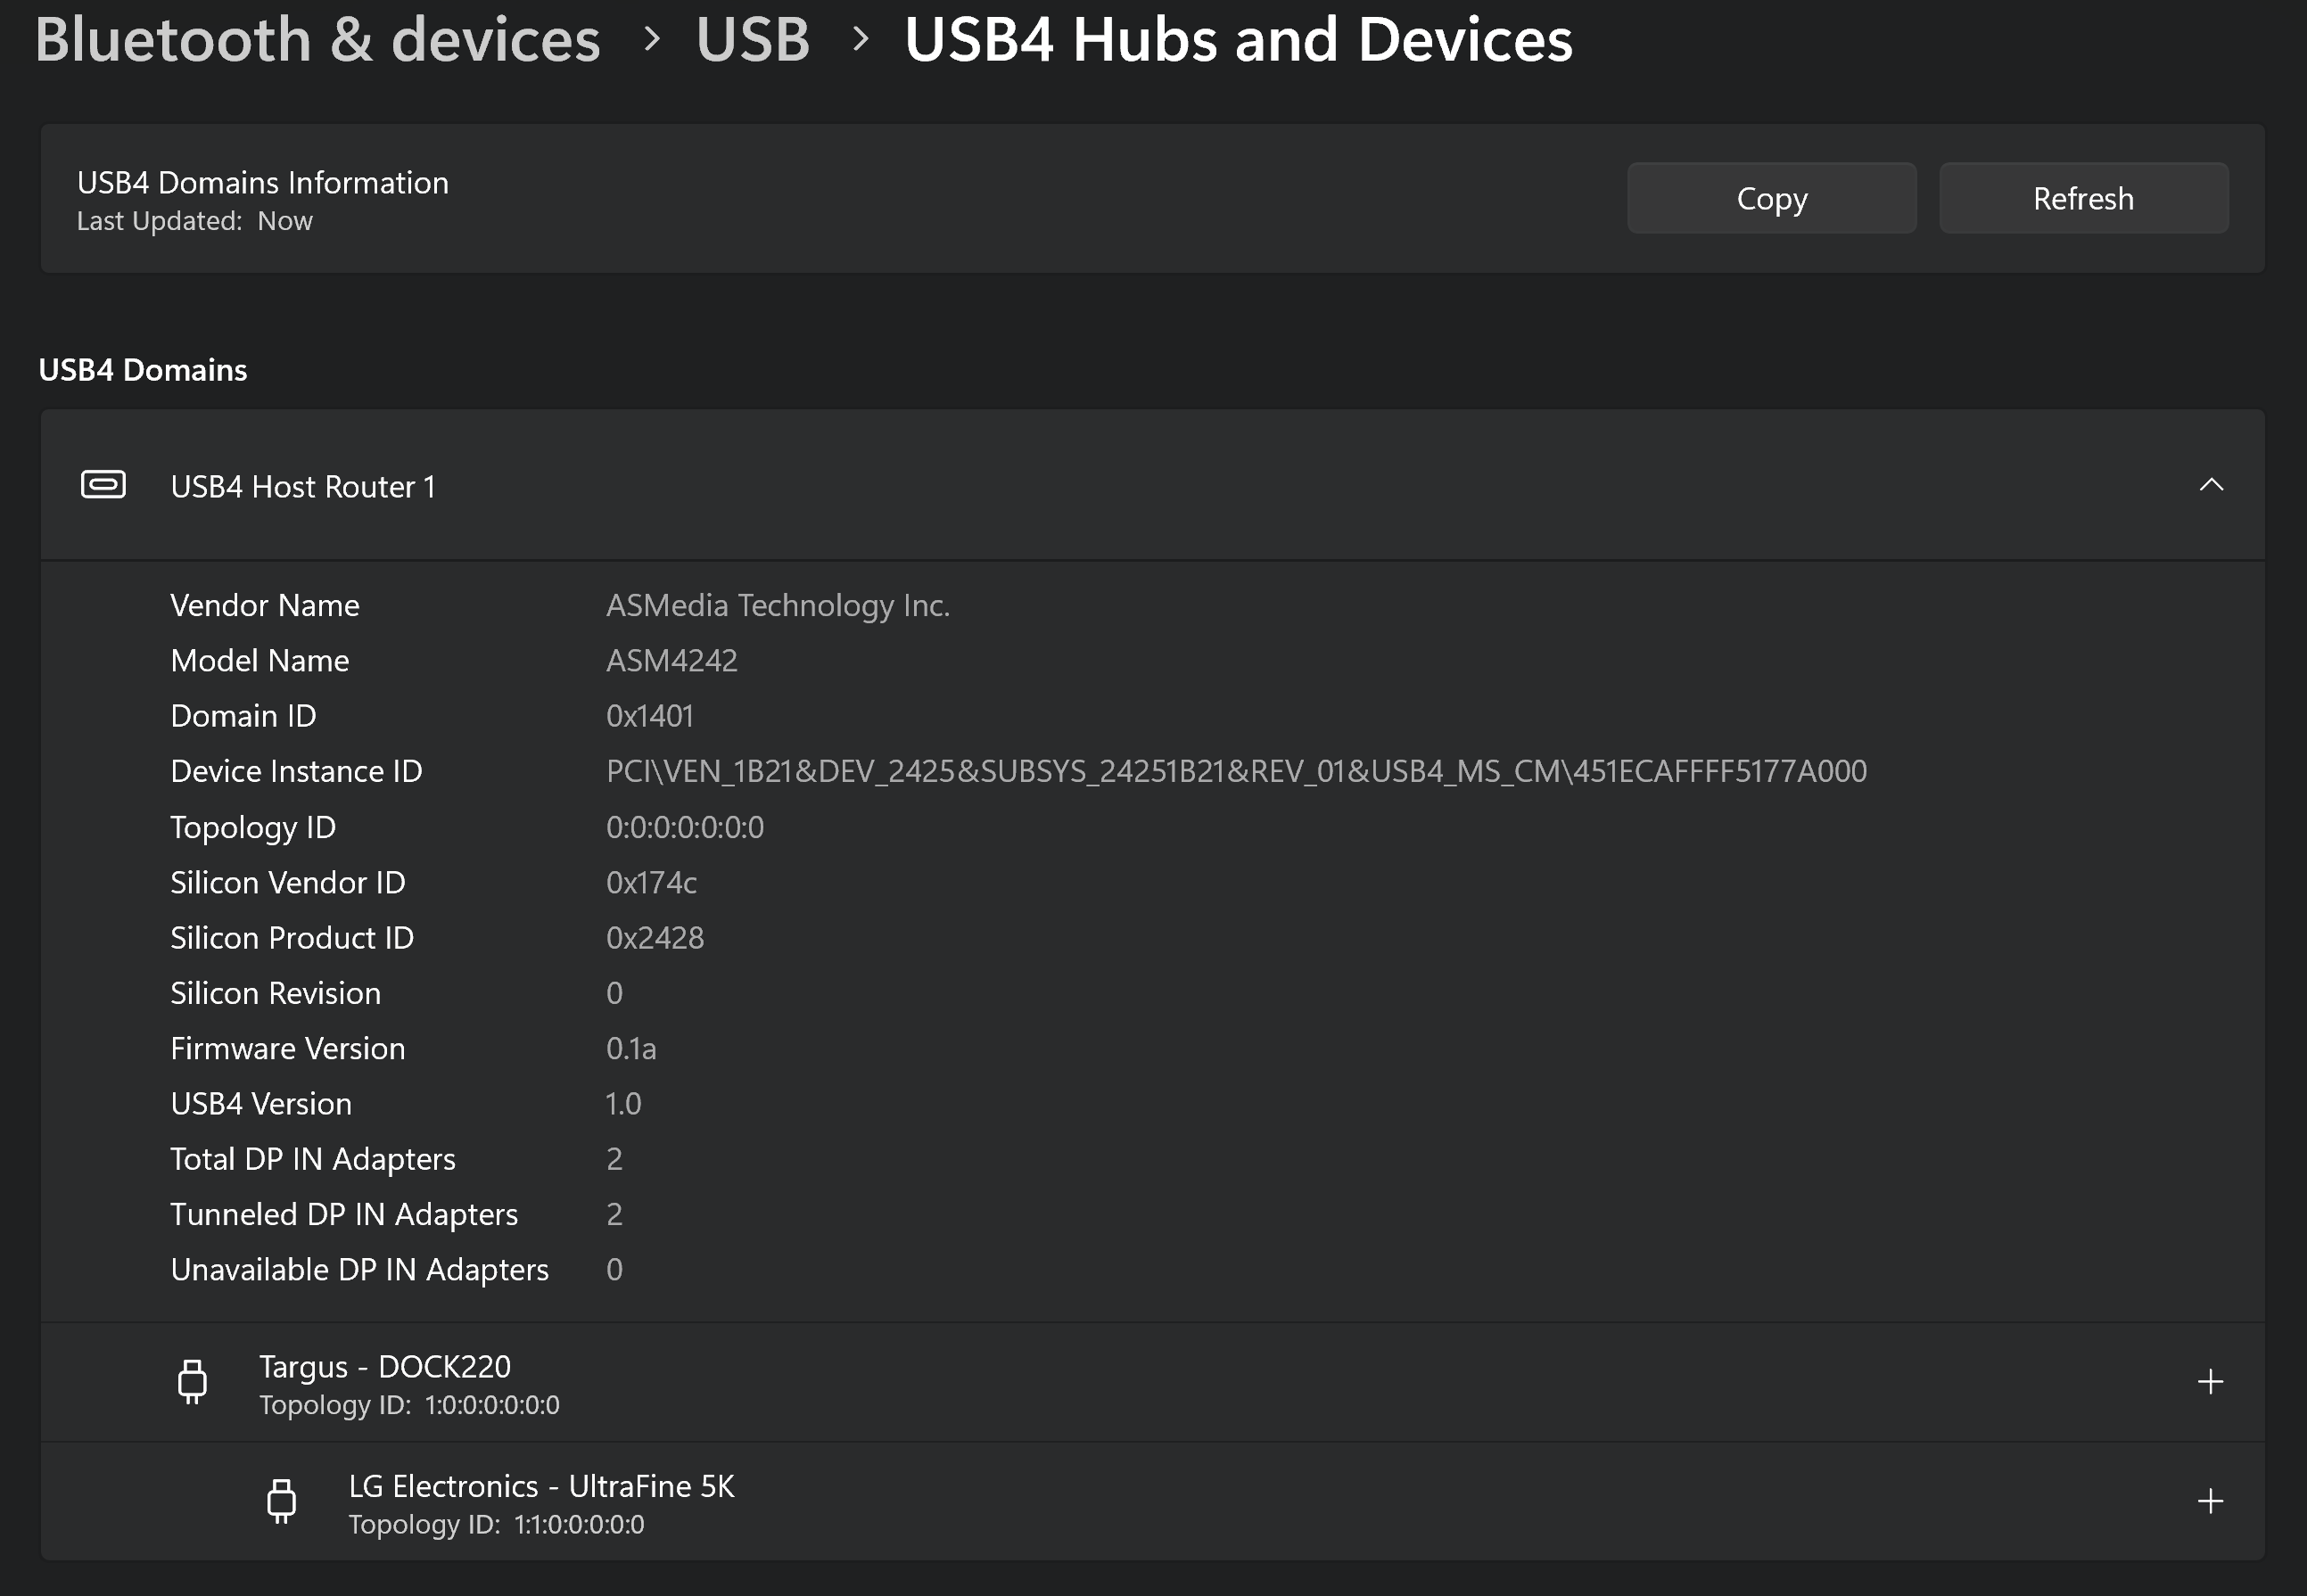 Bluetooth & devices > USB > USB4 Hubs and Devices
USB4 Domains Information
Last Updated: Now
Copy
Refresh
USB4 Domains
USB4 Host Router 1
Vendor Name ASMedia Technology Inc.
Model Name ASM4242
Domain ID 0x1401
Device Instance ID PCI\VEN_1B21&DEV_2425&SUBSYS_24251B21&REV_01&USB4_MS_CM\451ECAFFFF5177A000
Topology ID 0:0:0:0:0:0:0
Silicon Vendor ID 0x174c
Silicon Product ID 0x2428
Silicon Revision 0
Firmware Version 0.1a
USB4 Version 1.0
Total DP IN Adapters 2
Tunneled DP IN Adapters 2
Unavailable DP IN Adapters 0
Targus - DOCK220
Topology ID: 1:0:0:0:0:0:0
LG Electronics - UltraFine 5K
Topology ID: 1:1:0:0:0:0:0